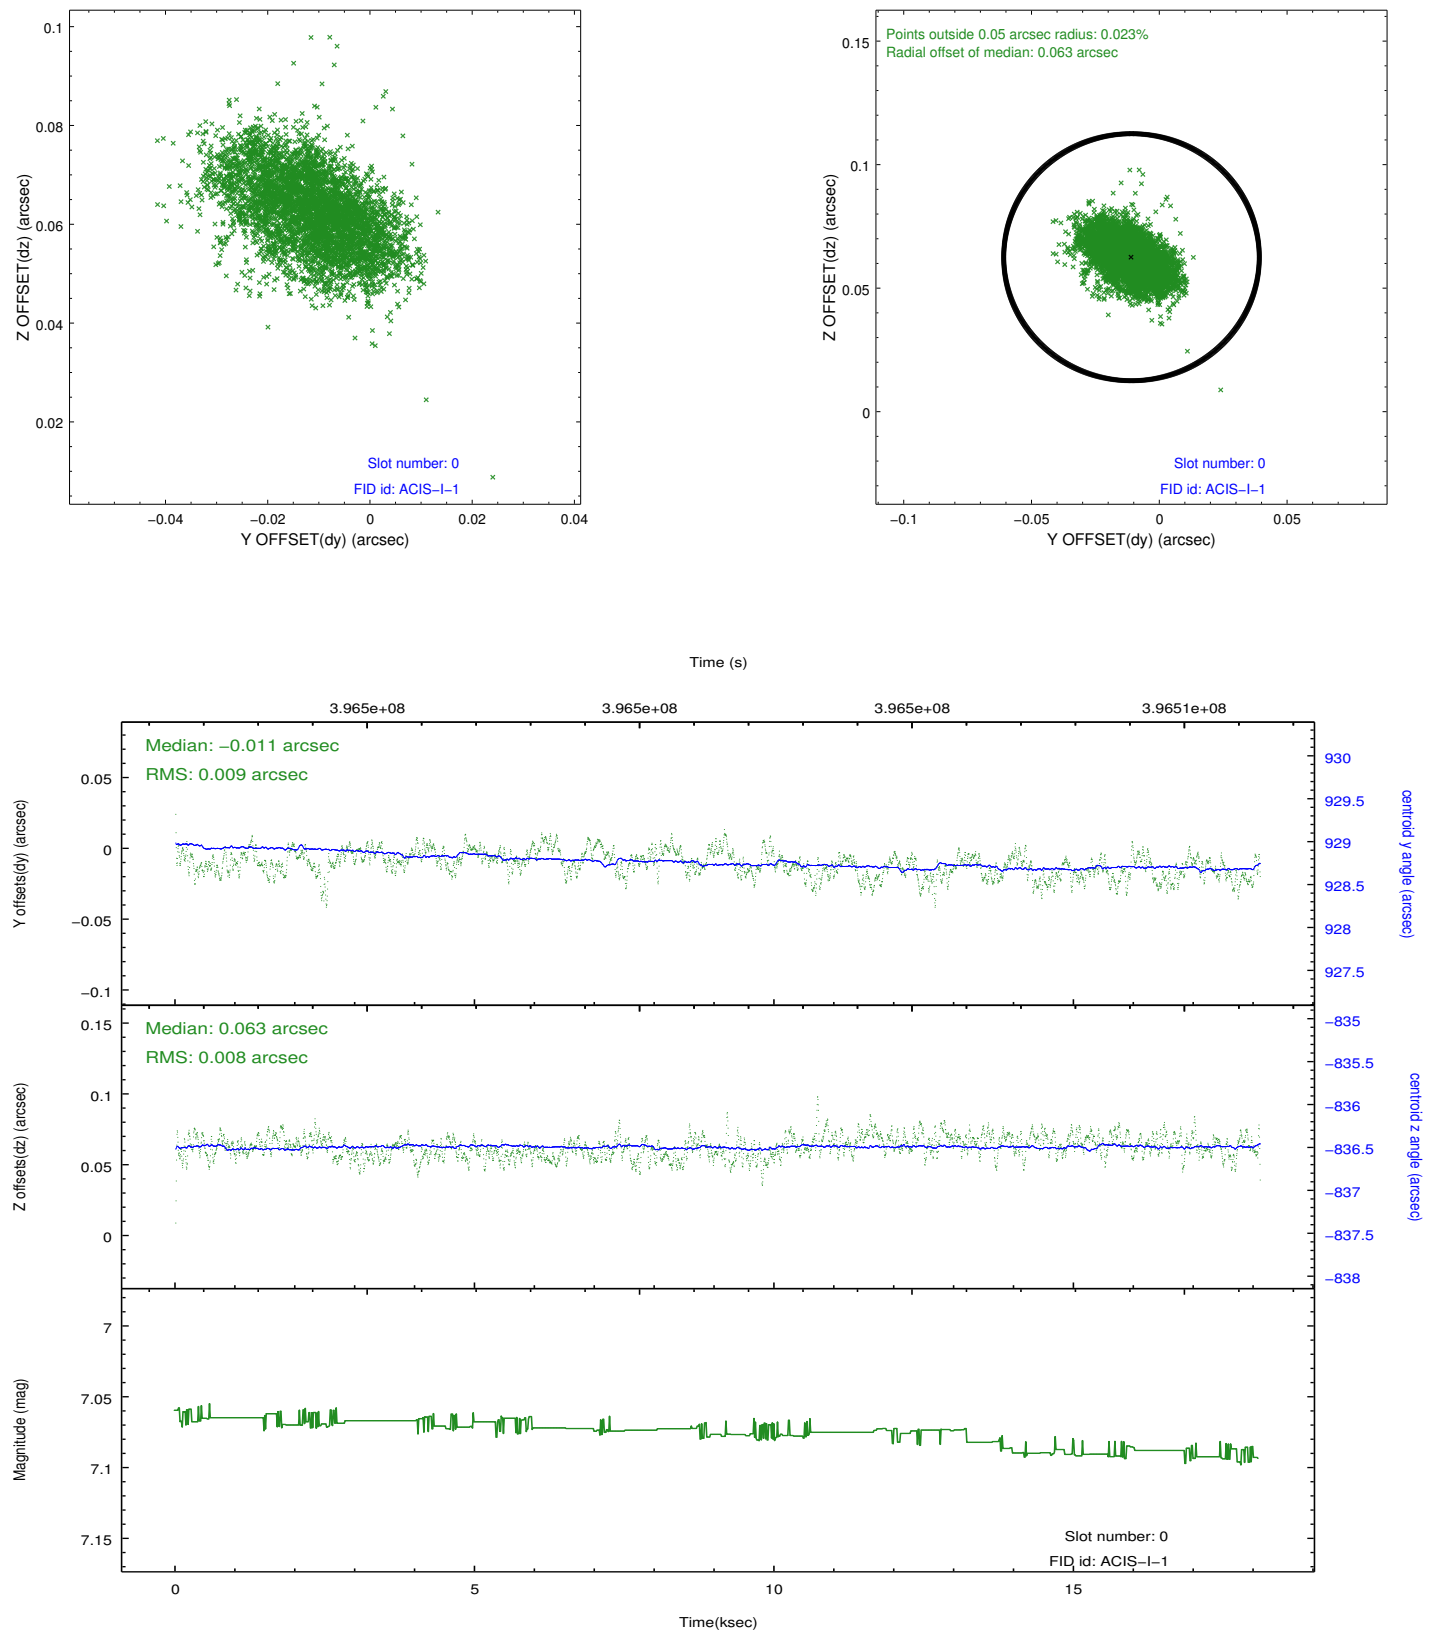 0.1
0.08
0.06
0.04
0.02
Z OFFSET(dz) (arcsec)
−0.04 −0.02 0 0.02 0.04
Y OFFSET(dy) (arcsec)
Slot number: 0
FID id: ACIS−I−1
Points outside 0.05 arcsec radius: 0.023%
Radial offset of median: 0.063 arcsec
0.15
0.1
0.05
0
Z OFFSET(dz) (arcsec)
−0.1 −0.05 0 0.05
Y OFFSET(dy) (arcsec)
Slot number: 0
FID id: ACIS−I−1
Time (s)
3.965e+08 3.965e+08 3.965e+08 3.9651e+08
Median: −0.011 arcsec
RMS: 0.009 arcsec
0.05
0
−0.05
−0.1
Y offsets(dy) (arcsec)
930
929.5
929
928.5
928
927.5
centroid y angle (arcsec)
Median: 0.063 arcsec
RMS: 0.008 arcsec
0.15
0.1
0.05
0
Z offsets(dz) (arcsec)
−835
−835.5
−836
−836.5
−837
−837.5
−838
centroid z angle (arcsec)
7
7.05
7.1
7.15
Magnitude (mag)
Slot number: 0
FID id: ACIS−I−1
0 5 10 15
Time(ksec)